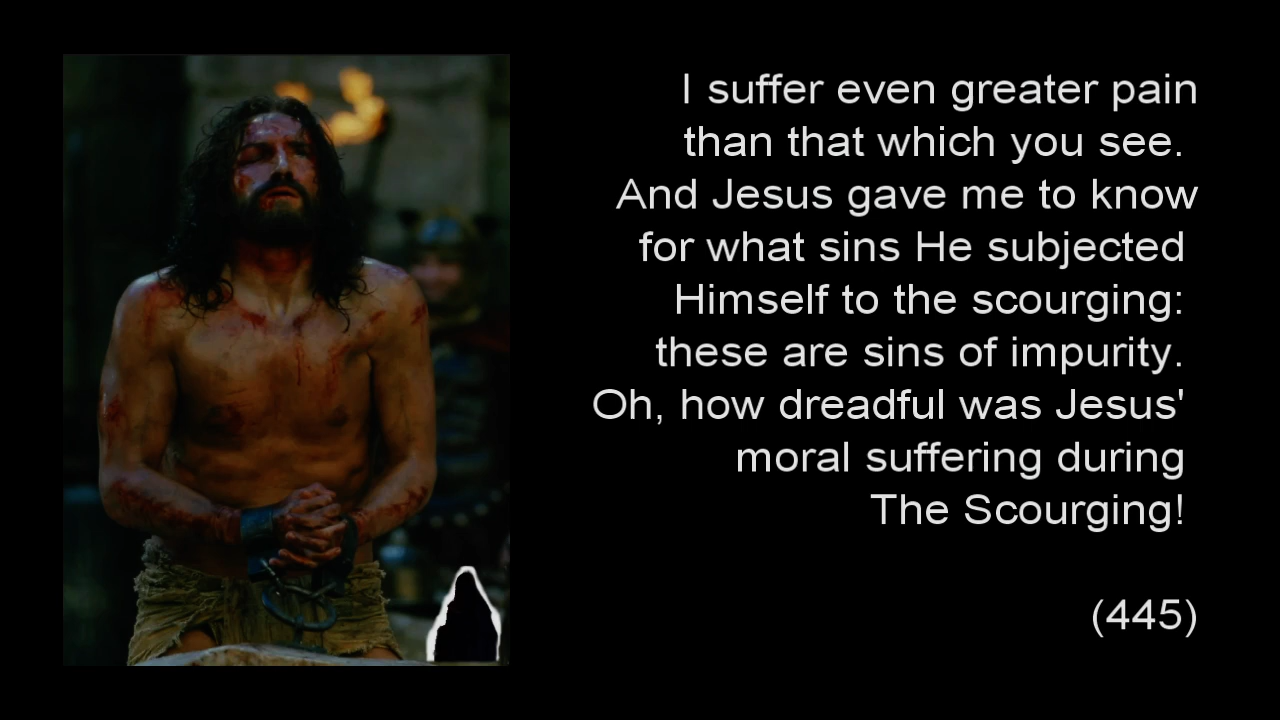 I suffer even greater pain
than that which you see.
And Jesus gave me to know
for what sins He subjected
Himself to the scourging:
these are sins of impurity.
Oh, how dreadful was Jesus'
moral suffering during
The Scourging!
(445)